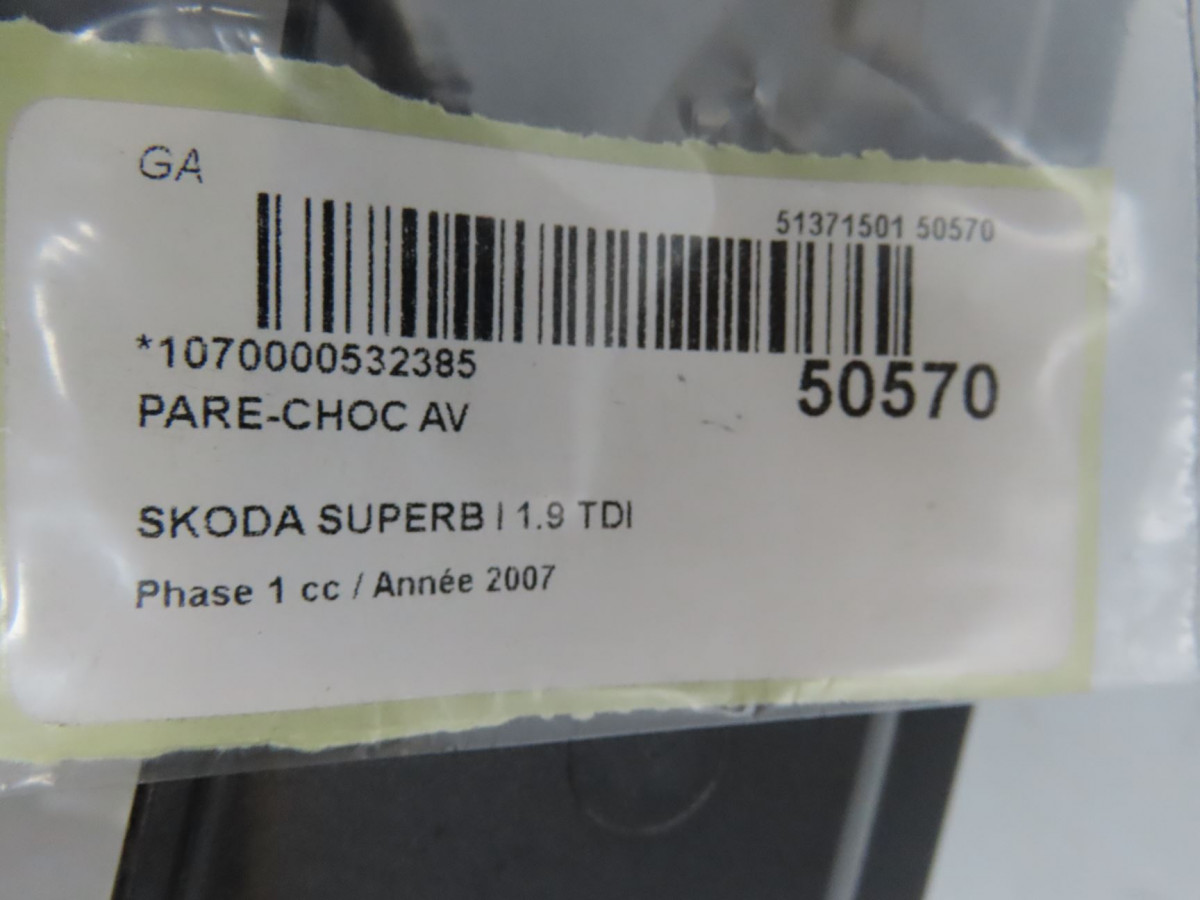 GA
51371501 50570
*1070000532385
50570
PARE-CHOC AV
SKODA SUPERB I 1.9 TDI
Phase 1 cc / Année 2007